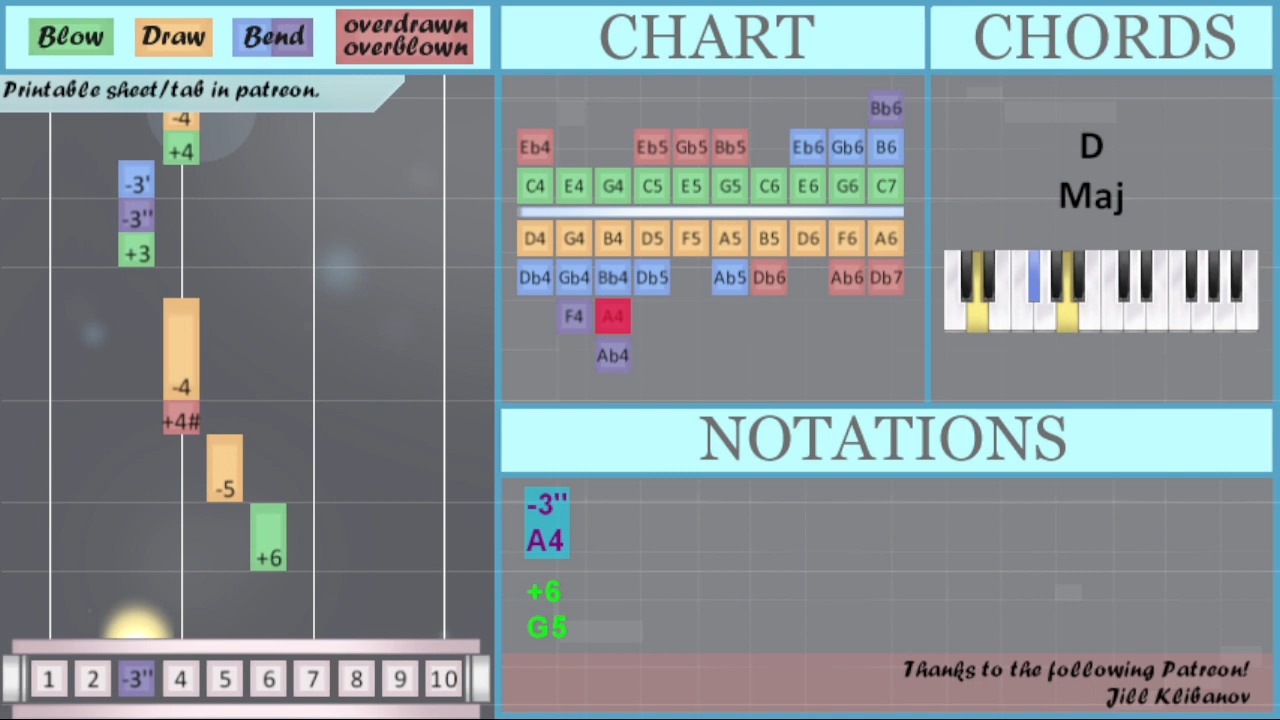 Blow Draw Bend overdrawn
overblown
CHART
CHORDS
Printable sheet/tab in patreon.
-4
+4
-3'
-3''
+3
-4
+4#
-5
+6
1 2 -3'' 4 5 6 7 8 9 10
Bb6
Eb4 Eb5 Gb5 Bb5 Eb6 Gb6 B6
C4 E4 G4 C5 E5 G5 C6 E6 G6 C7
D4 G4 B4 D5 F5 A5 B5 D6 F6 A6
Db4 Gb4 Bb4 Db5 Ab5 Db6 Ab6 Db7
F4 A4
Ab4
D
Maj
NOTATIONS
-3''
A4
+6
G5
Thanks to the following Patreon!
Jill Klibanov